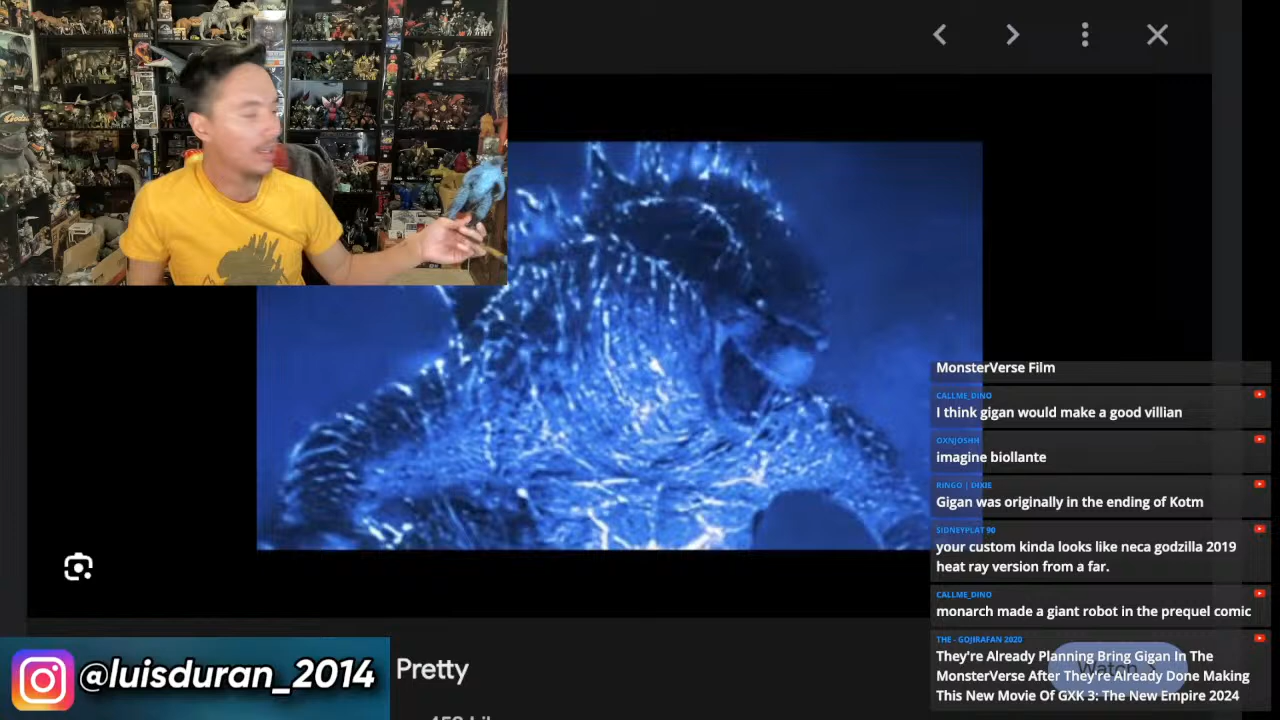 MonsterVerse Film
CALLME_DINO
I think gigan would make a good villian
OXNJOSHH
imagine biollante
RINGO | DIXIE
Gigan was originally in the ending of Kotm
SIDNEYPLAT 90
your custom kinda looks like neca godzilla 2019
heat ray version from a far.
CALLME_DINO
monarch made a giant robot in the prequel comic
THE - GOJIRAFAN 2020
They're Already Planning Bring Gigan In The
MonsterVerse After They're Already Done Making
This New Movie Of GXK 3: The New Empire 2024
Watch
@luisduran_2014
Pretty